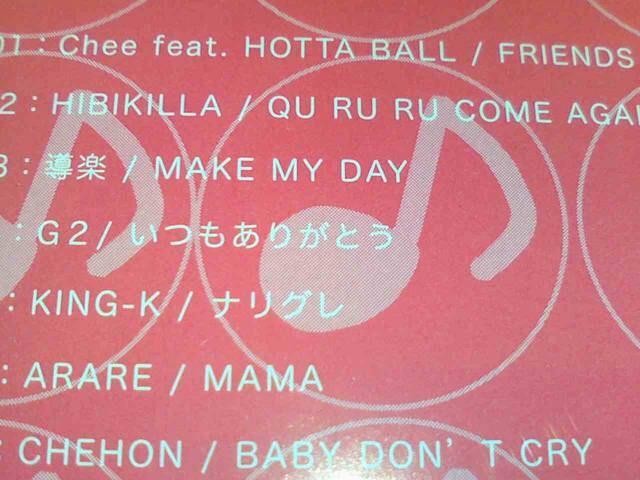 01：Chee feat. HOTTA BALL / FRIENDS
2：HIBIKILLA / QU RU RU COME AGAI
3：導楽 / MAKE MY DAY
：G2/ いつもありがとう
：KING-K / ナリグレ
：ARARE / MAMA
：CHEHON / BABY DON'T CRY